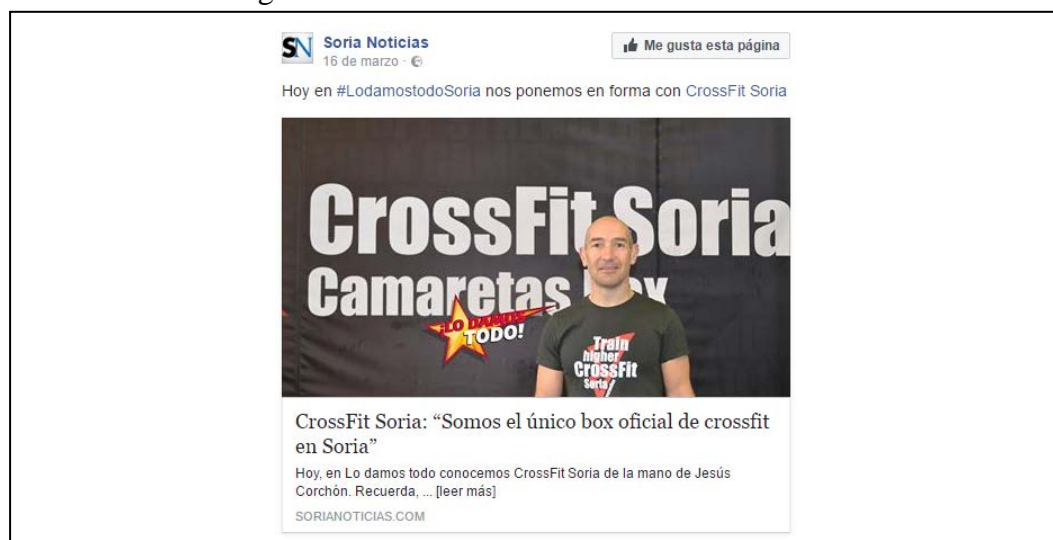 SN Soria Noticias
Me gusta esta página
16 de marzo
Hoy en #LodamostodoSoria nos ponemos en forma con CrossFit Soria
CrossFit Soria
Camaretas
¡LO DAMOS
TODO!
Train
higher
CrossFit
Soria
CrossFit Soria: “Somos el único box oficial de crossfit
en Soria”
Hoy, en Lo damos todo conocemos CrossFit Soria de la mano de Jesús
Corchón. Recuerda, ... [leer más]
SORIANOTICIAS.COM